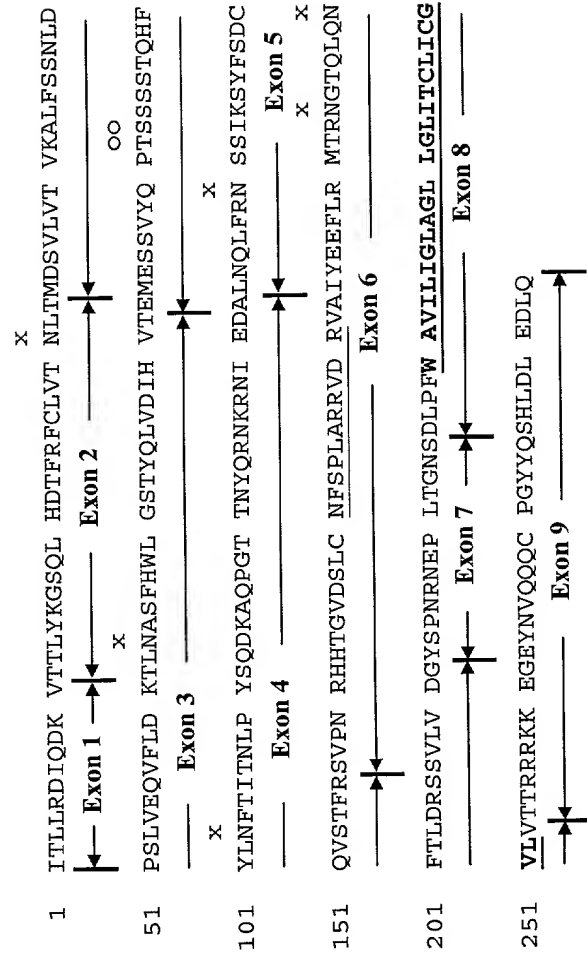 x
1 ITLLRDIQDK VTTLYKGSQL HDTFRFCLVT NLTMDSVLVT VKALFSSNLD
Exon 1 Exon 2
x OO
51 PSLVEQVFLD KTLNASFHWL GSTYQLVDIH VTEMESSVYQ PTSSSSTQHF
Exon 3
x x
101 YLNFTITNLP YSQDKAQPGT TNYQRNKRNI EDALNQLFRN SSIKSYFSDC
Exon 4 Exon 5
x x
151 QVSTFRSVPN RHHTGVDSLC NFSPLARRVD RVAIYEEFLR MTRNGTQLQN
Exon 6
201 FTLDRSSVLV DGYSPNRNEP LTGNSDLPFW AVILIGLAGL LGLITCLICG
Exon 7 Exon 8
251 VLVTTRRRKK EGEYNVQQQC PGYYQSHLDL EDLQ
Exon 9